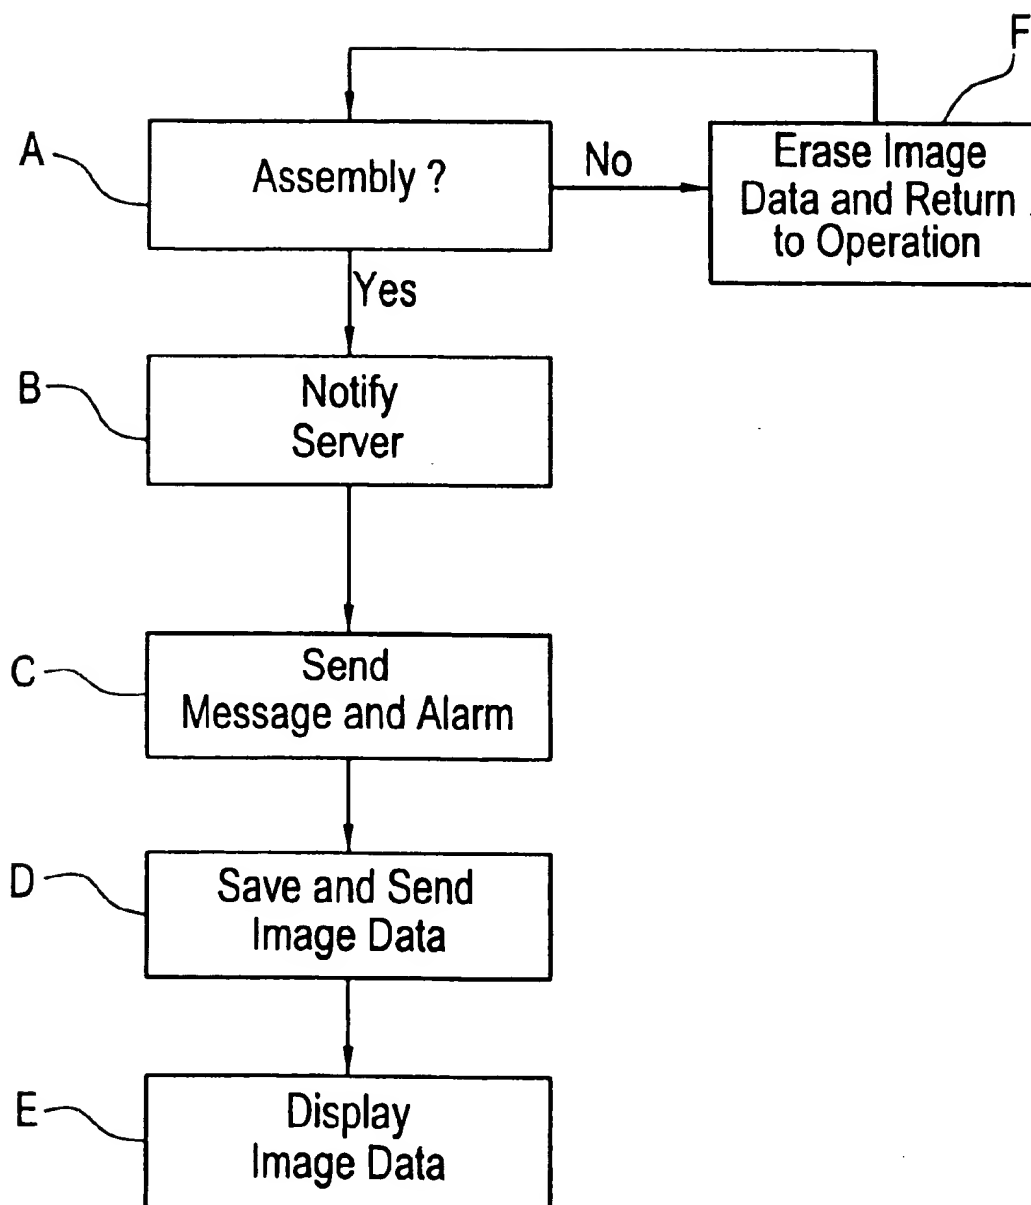 F
A
Assembly ?
No
Erase Image
Data and Return
to Operation
Yes
B
Notify
Server
C
Send
Message and Alarm
D
Save and Send
Image Data
E
Display
Image Data